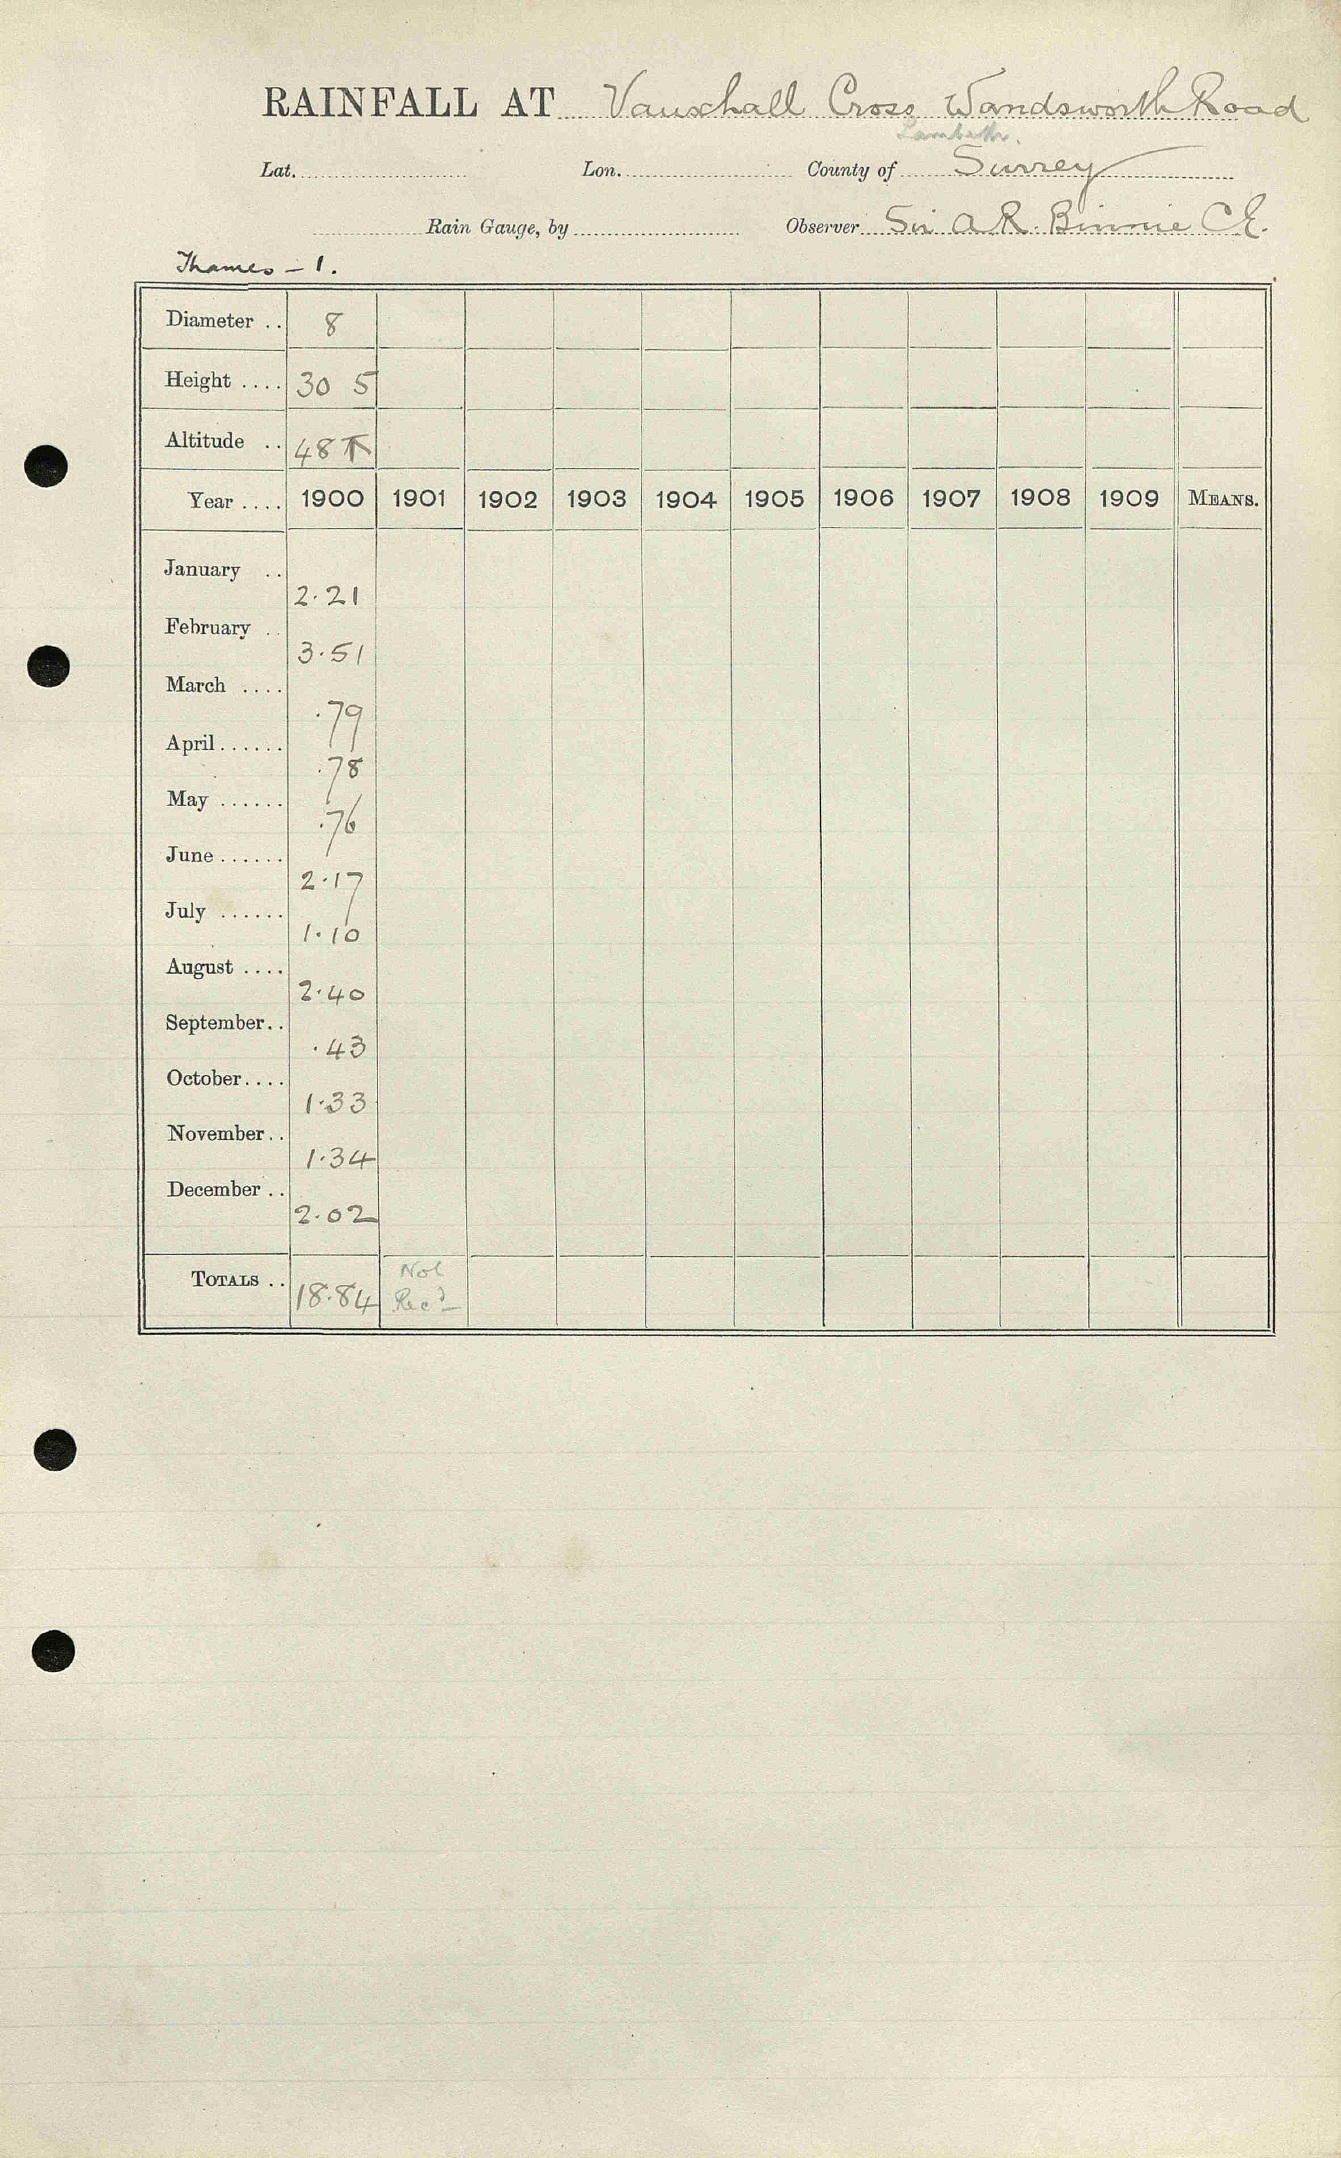 RAINFALL AT Vauxhall Cross Wandsworth Road
Lambeth.
Lat. Lon. County of Surrey
Rain Gauge, by Observer Sir A R. Binnie C.E.
Thames – 1.
Diameter .. 8
Height .... 30 5
Altitude .. 48 T
Year .... 1900 1901 1902 1903 1904 1905 1906 1907 1908 1909 MEANS.
January .. 2.21
February .. 3.51
March .... .79
April ...... .78
May ...... .76
June ...... 2.17
July ...... 1.10
August .... 2.40
September.. .43
October.... 1.33
November.. 1.34
December .. 2.02
TOTALS .. 18.84 Not
Recd